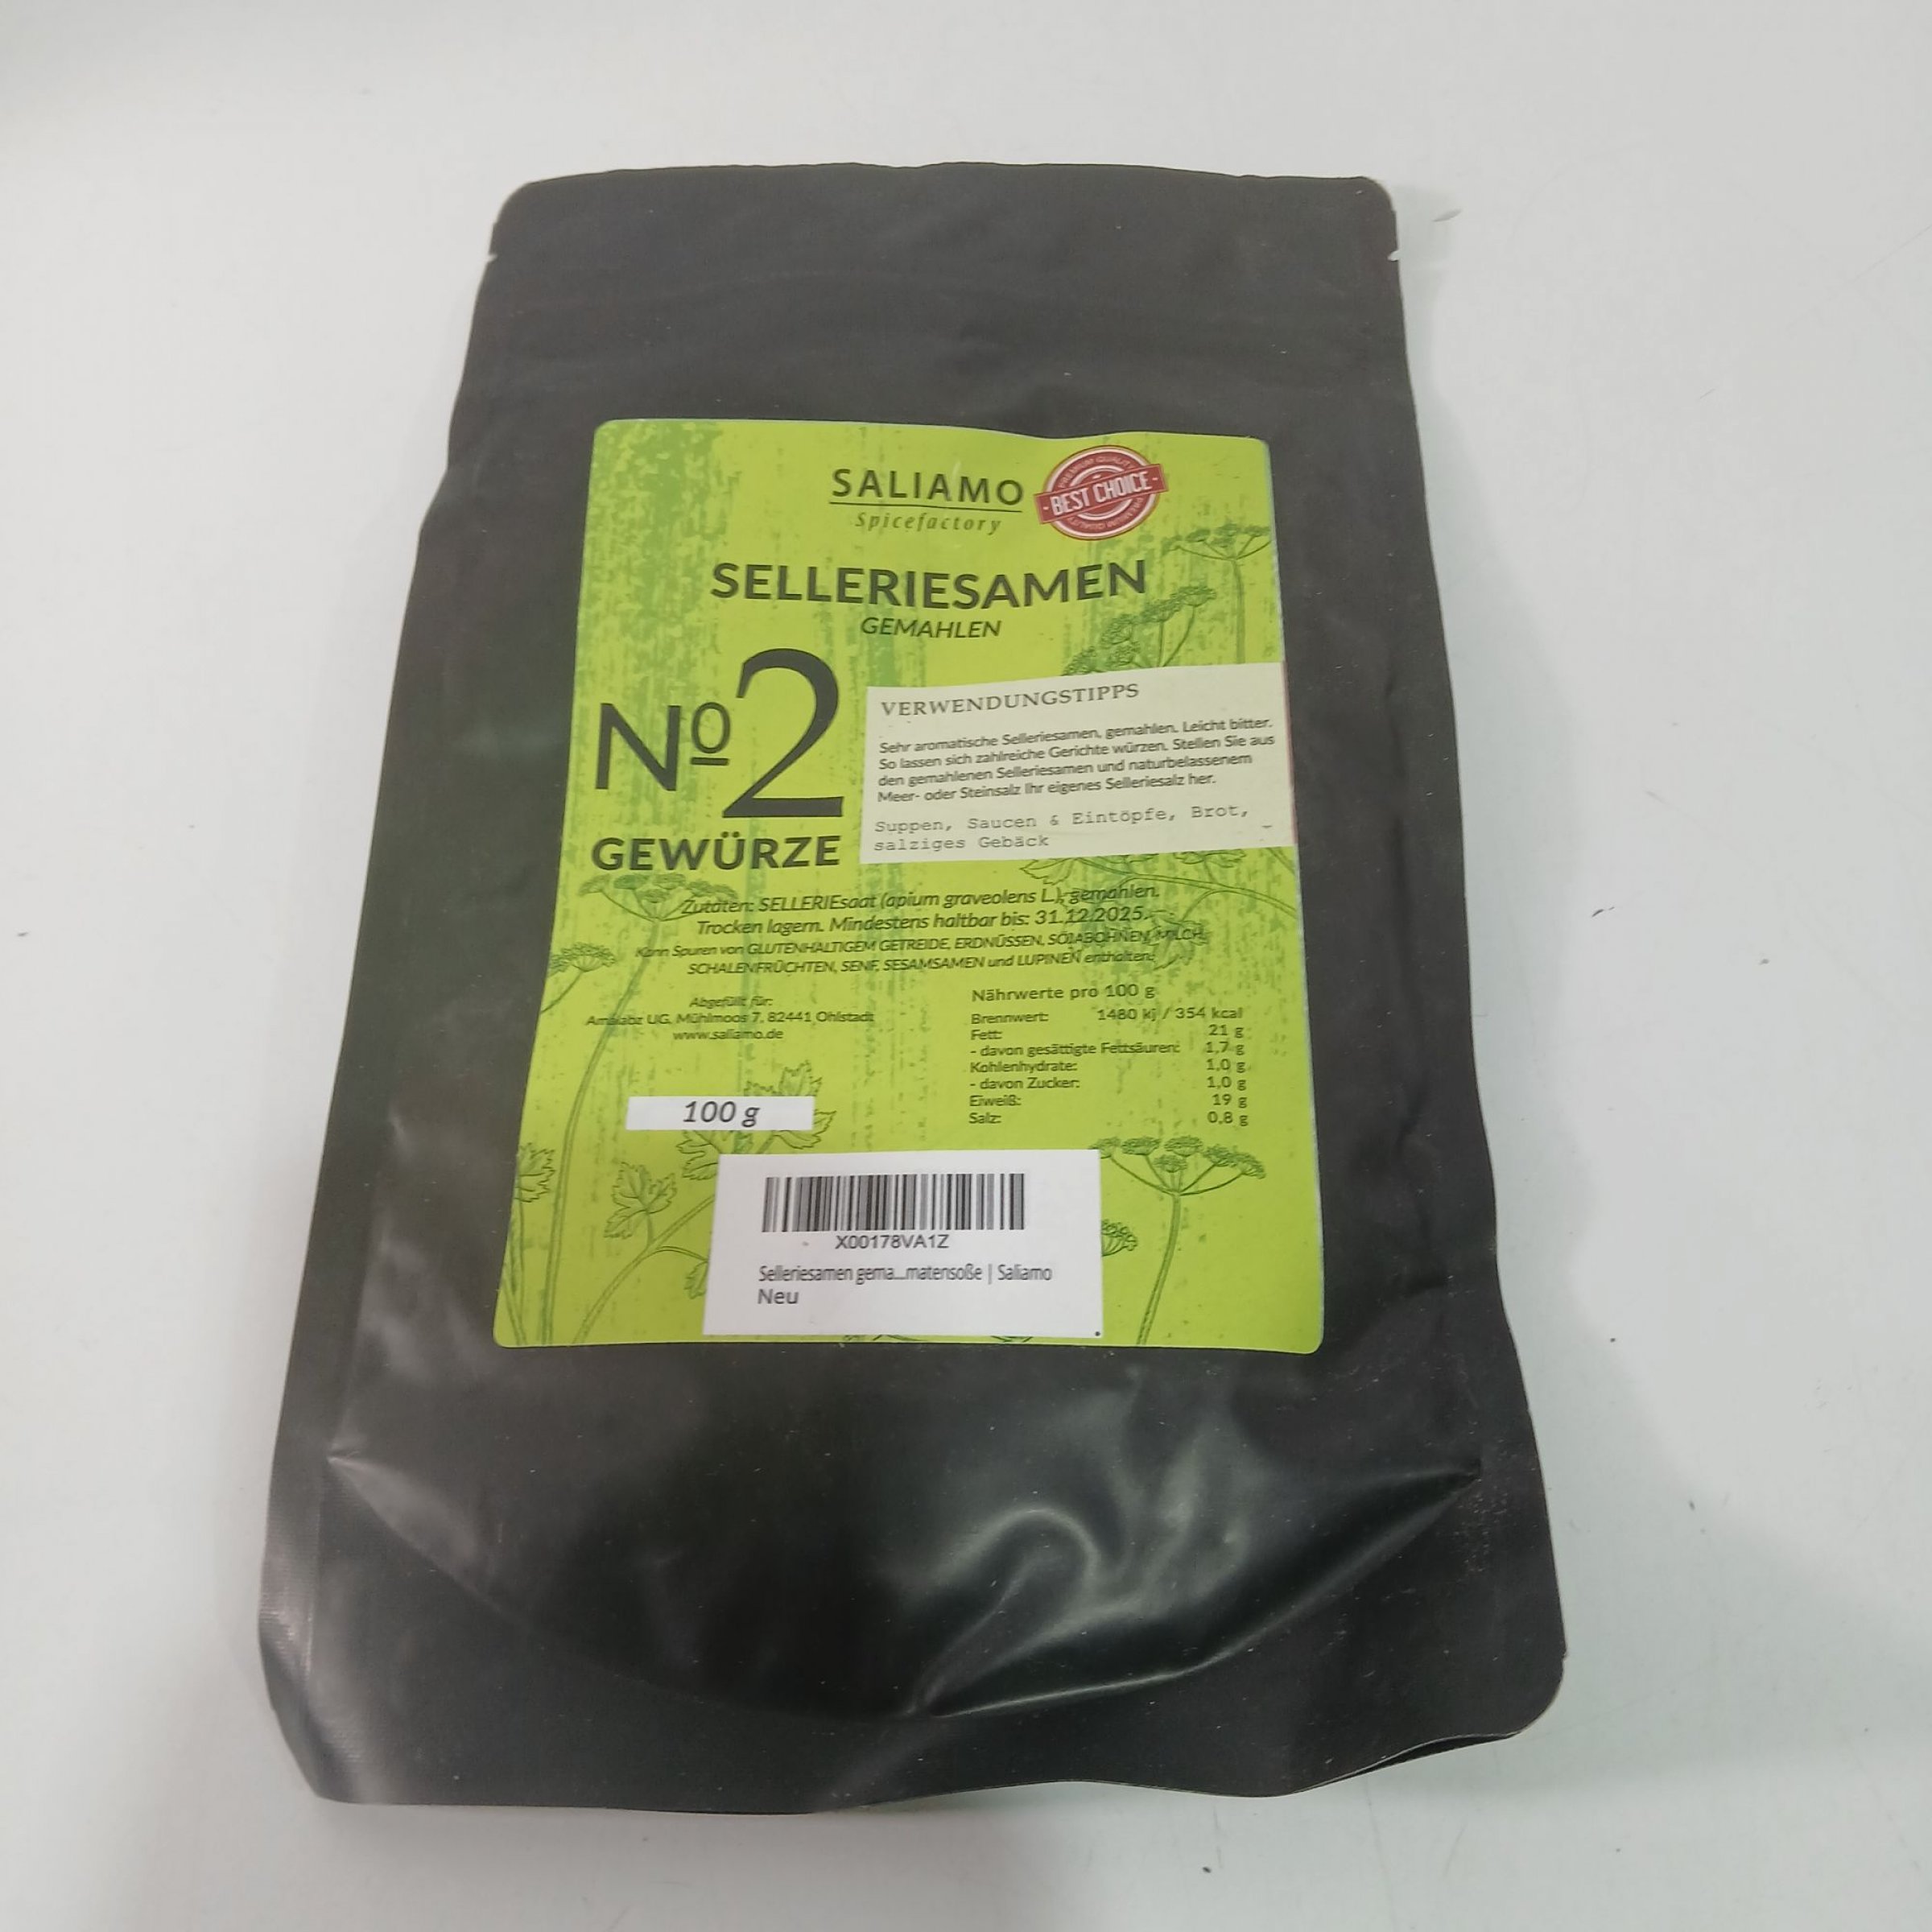 SALIAMO
Spicefactory
PREMIUM QUALITY
BEST CHOICE
PREMIUM QUALITY
SELLERIESAMEN
GEMAHLEN
Nº2
GEWÜRZE
VERWENDUNGSTIPPS
Sehr aromatische Selleriesamen, gemahlen. Leicht bitter.
So lassen sich zahlreiche Gerichte würzen. Stellen Sie aus
den gemahlenen Selleriesamen und naturbelassenem
Meer- oder Steinsalz Ihr eigenes Selleriesalz her.
Suppen, Saucen & Eintöpfe, Brot,
salziges Gebäck
Zutaten: SELLERIEsaat (apium graveolens L.), gemahlen.
Trocken lagern. Mindestens haltbar bis: 31.12.2025.
Kann Spuren von GLUTENHALTIGEM GETREIDE, ERDNÜSSEN, SOJABOHNEN, MILCH,
SCHALENFRÜCHTEN, SENF, SESAMSAMEN und LUPINEN enthalten.
Abgefüllt für:
UG, Mühlmoos 7, 82441 Ohlstadt
www.saliamo.de
Nährwerte pro 100 g
Brennwert: 1480 kj / 354 kcal
Fett: 21 g
- davon gesättigte Fettsäuren: 1,7 g
Kohlenhydrate: 1,0 g
- davon Zucker: 1,0 g
Eiweiß: 19 g
Salz: 0,8 g
100 g
X00178VA1Z
Selleriesamen gema...matensoße | Saliamo
Neu